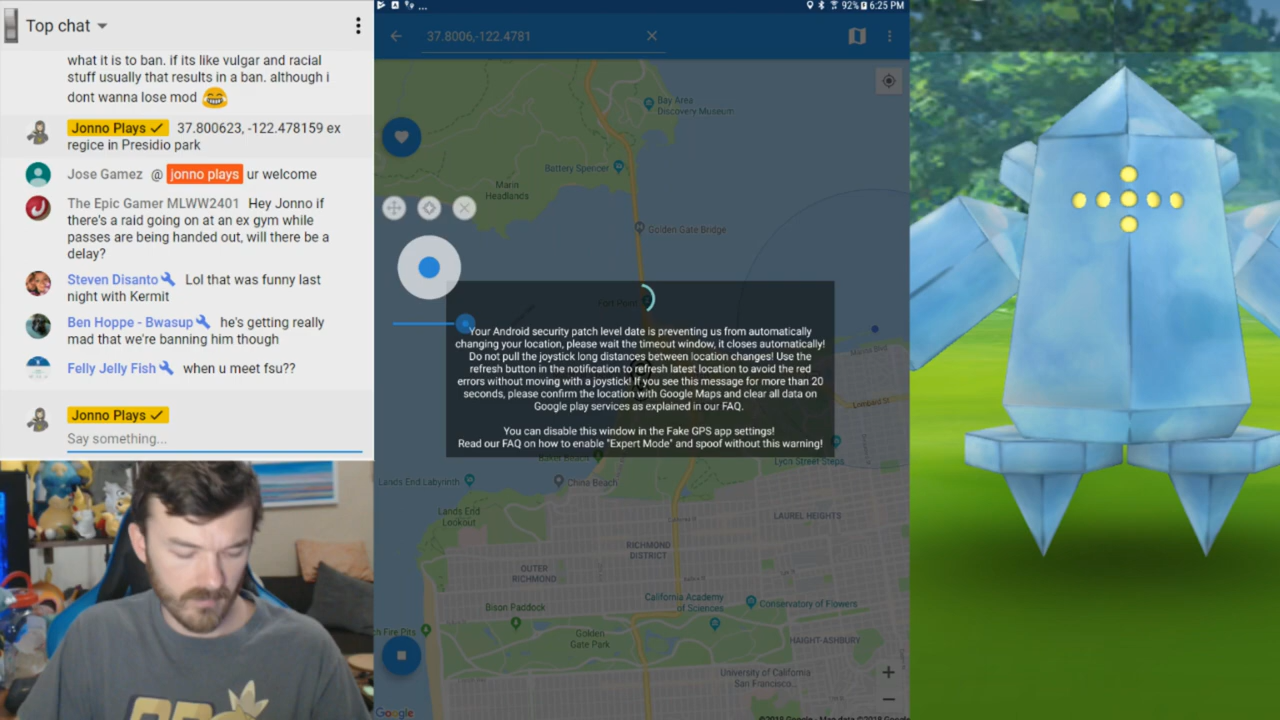 Top chat
what it is to ban. if its like vulgar and racial
stuff usually that results in a ban. although i
dont wanna lose mod 😂
Jonno Plays 37.800623, -122.478159 ex
regice in Presidio park
Jose Gamez @ jonno plays ur welcome
The Epic Gamer MLWW2401 Hey Jonno if
there's a raid going on at an ex gym while
passes are being handed out, will there be a
delay?
Steven Disanto Lol that was funny last
night with Kermit
Ben Hoppe - Bwasup he's getting really
mad that we're banning him though
Felly Jelly Fish when u meet fsu??
Jonno Plays
Say something...
92% 6:25 PM
37.8006,-122.4781
Bay Area
Discovery Museum
Battery Spencer
Marin
Headlands
Golden Gate Bridge
Fort Point
Your Android security patch level date is preventing us from automatically
changing your location, please wait the timeout window, it closes automatically!
Do not pull the joystick long distances between location changes! Use the
refresh button in the notification to refresh latest location to avoid the red
errors without moving with a joystick! If you see this message for more than 20
seconds, please confirm the location with Google Maps and clear all data on
Google play services as explained in our FAQ.
You can disable this window in the Fake GPS app settings!
Read our FAQ on how to enable "Expert Mode" and spoof without this warning!
Marina Blvd
Lombard St
Baker Beach
Lyon Street Steps
Lands End Labyrinth
China Beach
Lands End
Lookout
California St
LAUREL HEIGHTS
RICHMOND
DISTRICT
OUTER
RICHMOND
California Academy
of Sciences
Conservatory of Flowers
Bison Paddock
Golden
Gate Park
HAIGHT-ASHBURY
University of California
San Francisco...
Google